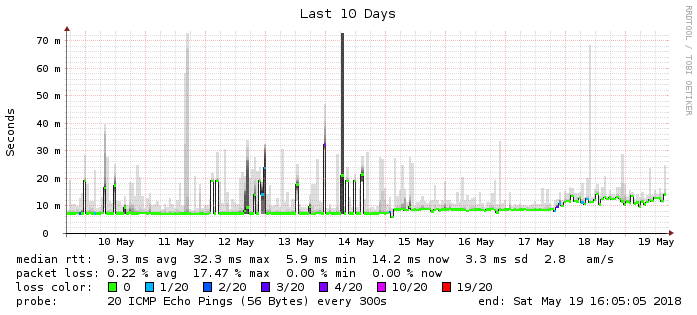 Last 10 Days
RRDTOOL / TOBI OETIKER
Seconds
70 m
60 m
50 m
40 m
30 m
20 m
10 m
0
10 May 11 May 12 May 13 May 14 May 15 May 16 May 17 May 18 May 19 May
median rtt: 9.3 ms avg 32.3 ms max 5.9 ms min 14.2 ms now 3.3 ms sd 2.8 am/s
packet loss: 0.22 % avg 17.47 % max 0.00 % min 0.00 % now
loss color: 0 1/20 2/20 3/20 4/20 10/20 19/20
probe: 20 ICMP Echo Pings (56 Bytes) every 300s end: Sat May 19 16:05:05 2018